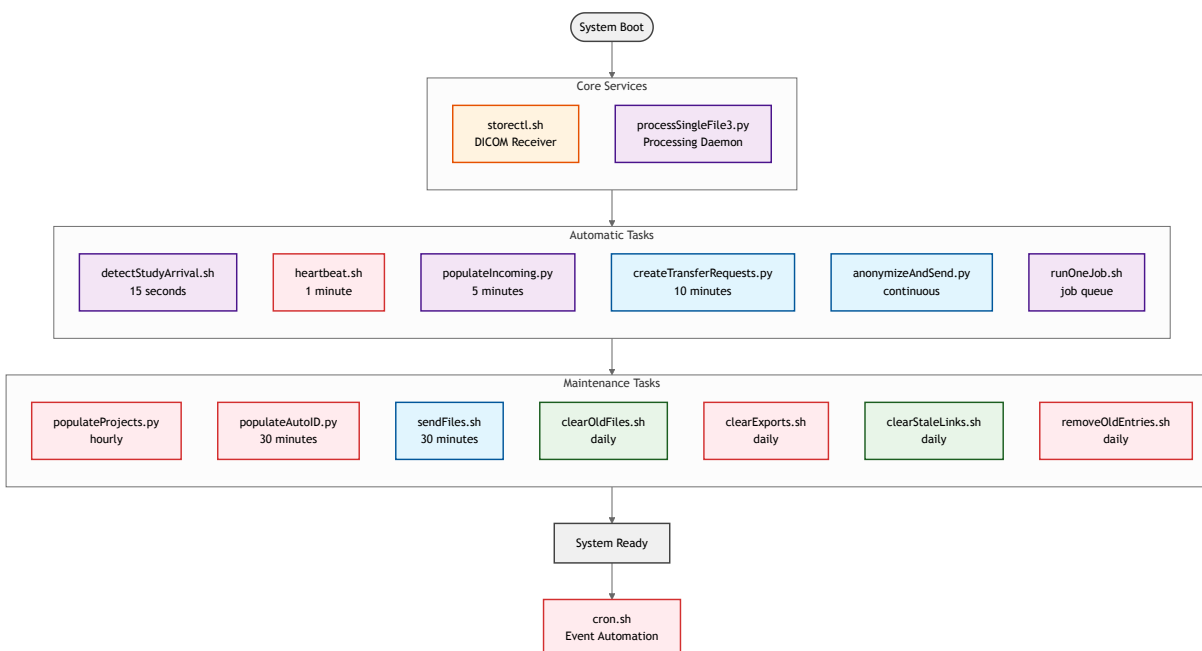 System Boot
Core Services
storectl.sh
DICOM Receiver
processSingleFile3.py
Processing Daemon
Automatic Tasks
detectStudyArrival.sh
15 seconds
heartbeat.sh
1 minute
populateIncoming.py
5 minutes
createTransferRequests.py
10 minutes
anonymizeAndSend.py
continuous
runOneJob.sh
job queue
Maintenance Tasks
populateProjects.py
hourly
populateAutoID.py
30 minutes
sendFiles.sh
30 minutes
clearOldFiles.sh
daily
clearExports.sh
daily
clearStaleLinks.sh
daily
removeOldEntries.sh
daily
System Ready
cron.sh
Event Automation